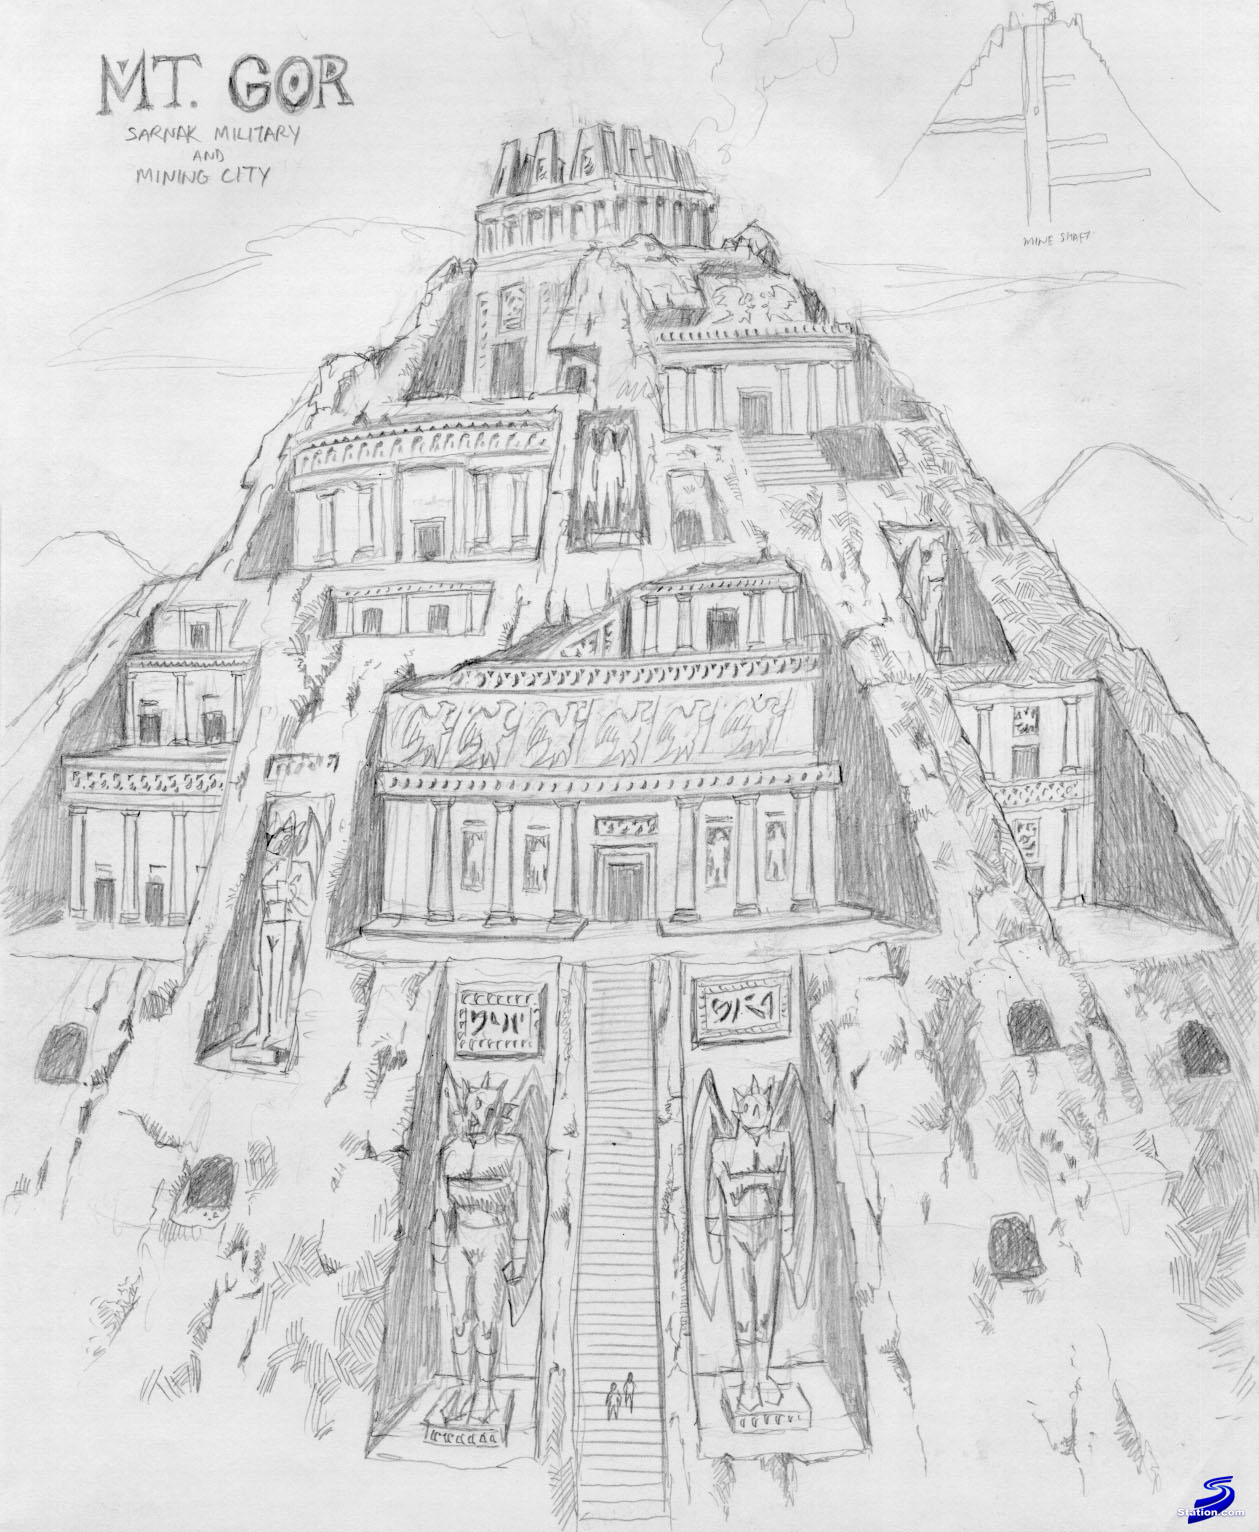 MT. GOR
SARNAK MILITARY
AND
MINING CITY
MINE SHAFT
Station.com